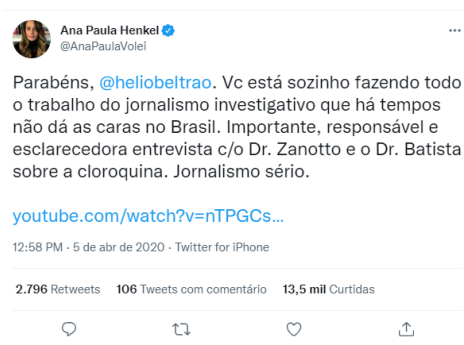 Ana Paula Henkel
@AnaPaulaVolei
Parabéns, @heliobeltrao. Vc está sozinho fazendo todo
o trabalho do jornalismo investigativo que há tempos
não dá as caras no Brasil. Importante, responsável e
esclarecedora entrevista c/o Dr. Zanotto e o Dr. Batista
sobre a cloroquina. Jornalismo sério.
youtube.com/watch?v=nTPGCs...
12:58 PM · 5 de abr de 2020 · Twitter for iPhone
2.796 Retweets 106 Tweets com comentário 13,5 mil Curtidas